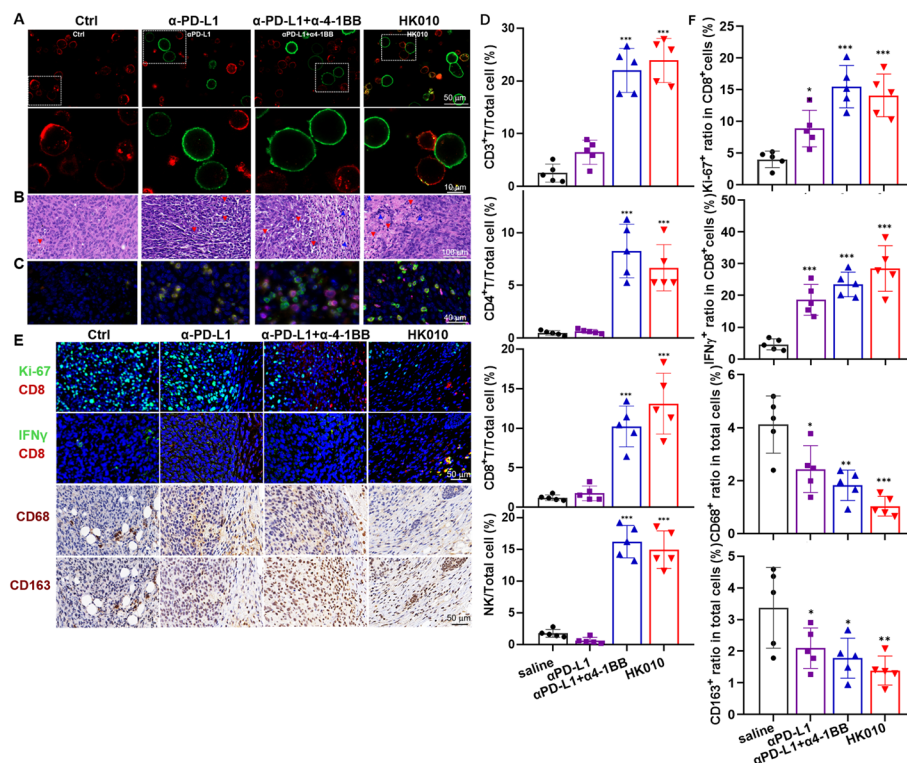 A
Ctrl
α-PD-L1
α-PD-L1+α-4-1BB
HK010
Ctrl
αPD-L1
αPD-L1+α4-1BB
HK010
50 μm
10 μm
B
100 μm
C
40 μm
E
Ctrl
α-PD-L1
α-PD-L1+α-4-1BB
HK010
Ki-67
CD8
IFNγ
CD8
50 μm
CD68
CD163
50 μm
D
CD3⁺T/Total cell (%)
30
20
10
0
***
***
CD4⁺T/Total cell (%)
10
5
0
***
***
CD8⁺T/Total cell (%)
20
15
10
5
0
***
***
NK/Total cell (%)
20
15
10
5
0
***
***
saline
αPD-L1
αPD-L1+α4-1BB
HK010
F
Ki-67⁺ ratio in CD8⁺cells (%)
25
20
15
10
5
0
*
***
***
IFNγ⁺ ratio in CD8⁺cells (%)
40
30
20
10
0
***
***
***
CD68⁺ ratio in total cells (%)
6
4
2
0
*
**
***
CD163⁺ ratio in total cells (%)
5
4
3
2
1
0
*
*
**
saline
αPD-L1
αPD-L1+α4-1BB
HK010